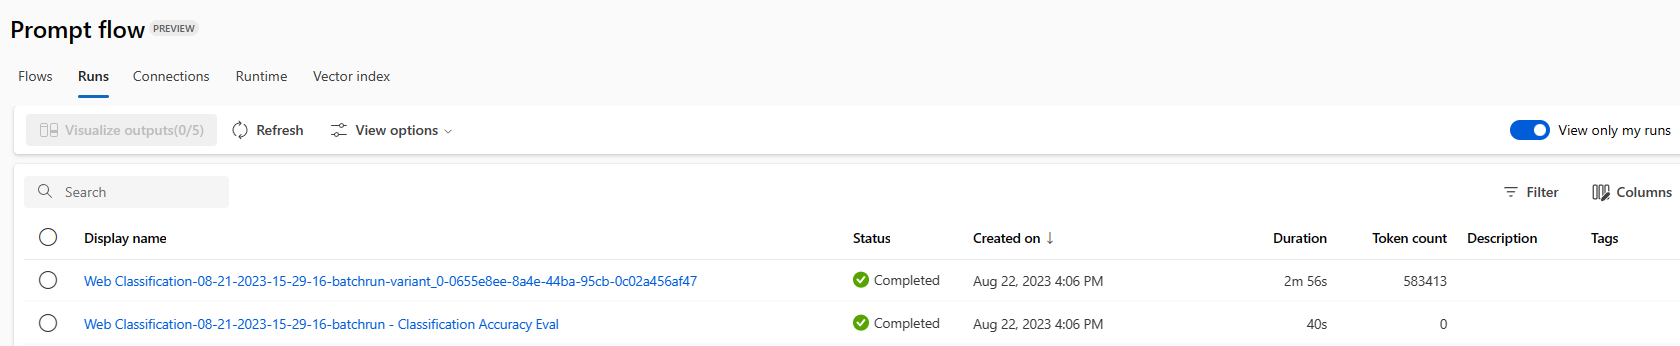 Prompt flow PREVIEW
Flows Runs Connections Runtime Vector index
Visualize outputs(0/5) Refresh View options View only my runs
Search Filter Columns
Display name Status Created on ↓ Duration Token count Description Tags
Web Classification-08-21-2023-15-29-16-batchrun-variant_0-0655e8ee-8a4e-44ba-95cb-0c02a456af47 Completed Aug 22, 2023 4:06 PM 2m 56s 583413
Web Classification-08-21-2023-15-29-16-batchrun - Classification Accuracy Eval Completed Aug 22, 2023 4:06 PM 40s 0